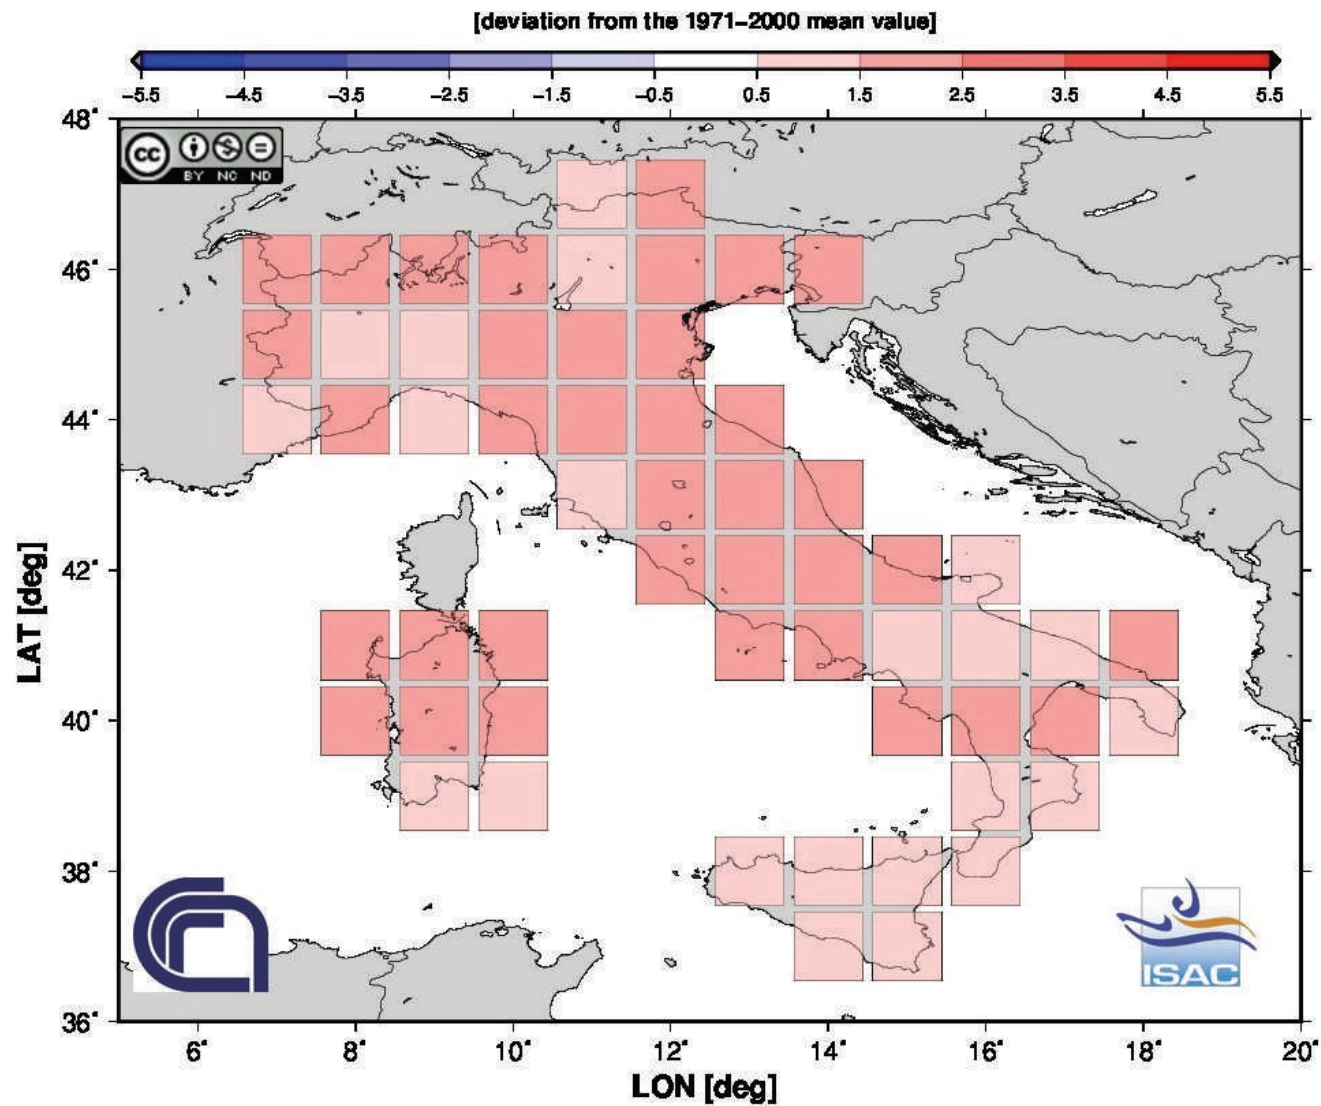 [deviation from the 1971–2000 mean value]
−5.5 −4.5 −3.5 −2.5 −1.5 −0.5 0.5 1.5 2.5 3.5 4.5 5.5
48°
cc
BY NC ND
46°
44°
42°
LAT [deg]
40°
38°
ISAC
36°
6° 8° 10° 12° 14° 16° 18° 20°
LON [deg]